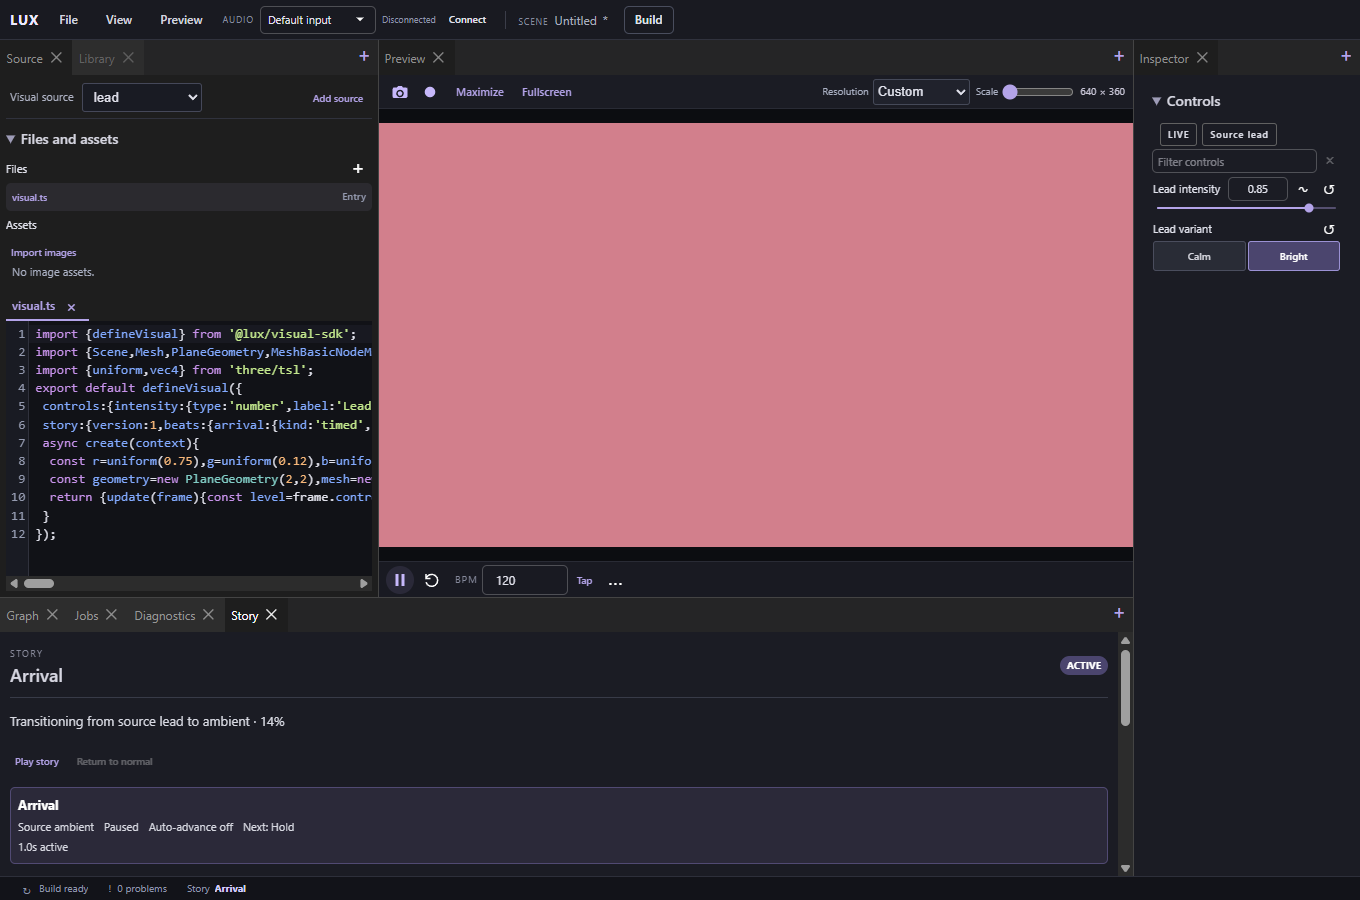 LUX File View Preview AUDIO Default input Disconnected Connect SCENE Untitled * Build
Source Library
Visual source lead Add source
Files and assets
Files
visual.ts Entry
Assets
Import images
No image assets.
visual.ts
1 import {defineVisual} from '@lux/visual-sdk';
2 import {Scene,Mesh,PlaneGeometry,MeshBasicNodeM
3 import {uniform,vec4} from 'three/tsl';
4 export default defineVisual({
5 controls:{intensity:{type:'number',label:'Lead
6 story:{version:1,beats:{arrival:{kind:'timed',
7 async create(context){
8 const r=uniform(0.75),g=uniform(0.12),b=unifo
9 const geometry=new PlaneGeometry(2,2),mesh=new
10 return {update(frame){const level=frame.contr
11 }
12 });
Preview
Maximize Fullscreen Resolution Custom Scale 640 × 360
BPM 120 Tap ...
Inspector
Controls
LIVE Source lead
Filter controls
Lead intensity 0.85
Lead variant
Calm Bright
Graph Jobs Diagnostics Story
STORY
Arrival ACTIVE
Transitioning from source lead to ambient · 14%
Play story Return to normal
Arrival
Source ambient Paused Auto-advance off Next: Hold
1.0s active
Build ready ! 0 problems Story Arrival